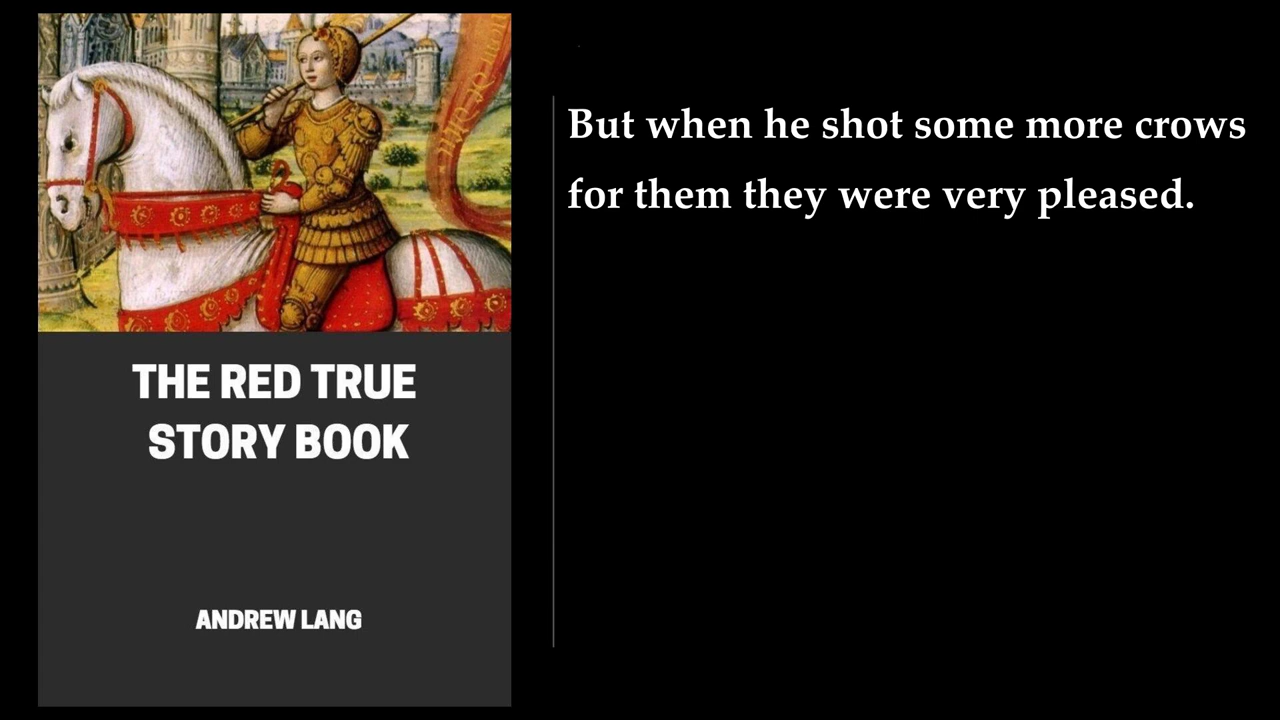 THE RED TRUE
STORY BOOK
ANDREW LANG
But when he shot some more crows
for them they were very pleased.